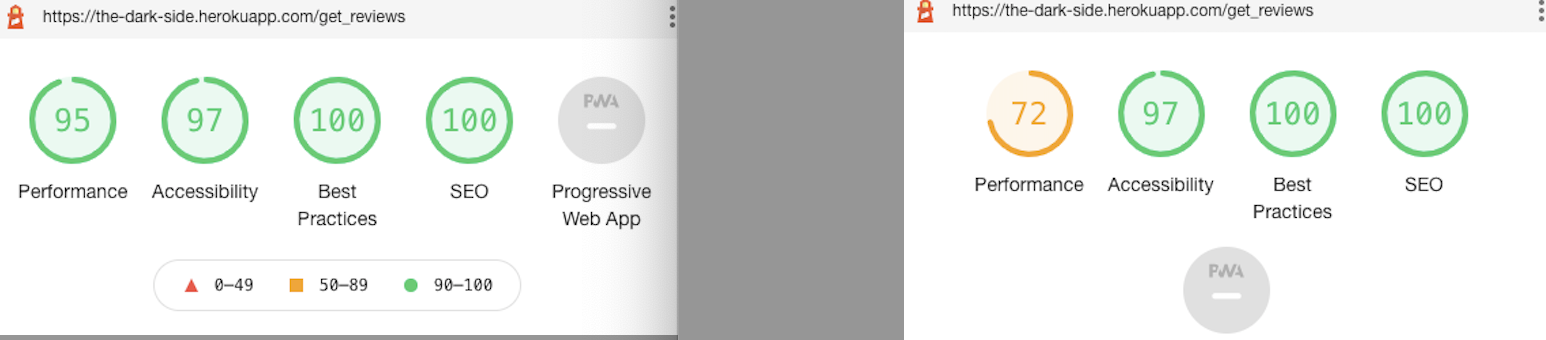 https://the-dark-side.herokuapp.com/get_reviews
95
97
100
100
PWA
Performance
Accessibility
Best
Practices
SEO
Progressive
Web App
0–49
50–89
90–100
https://the-dark-side.herokuapp.com/get_reviews
72
97
100
100
Performance
Accessibility
Best
Practices
SEO
PWA